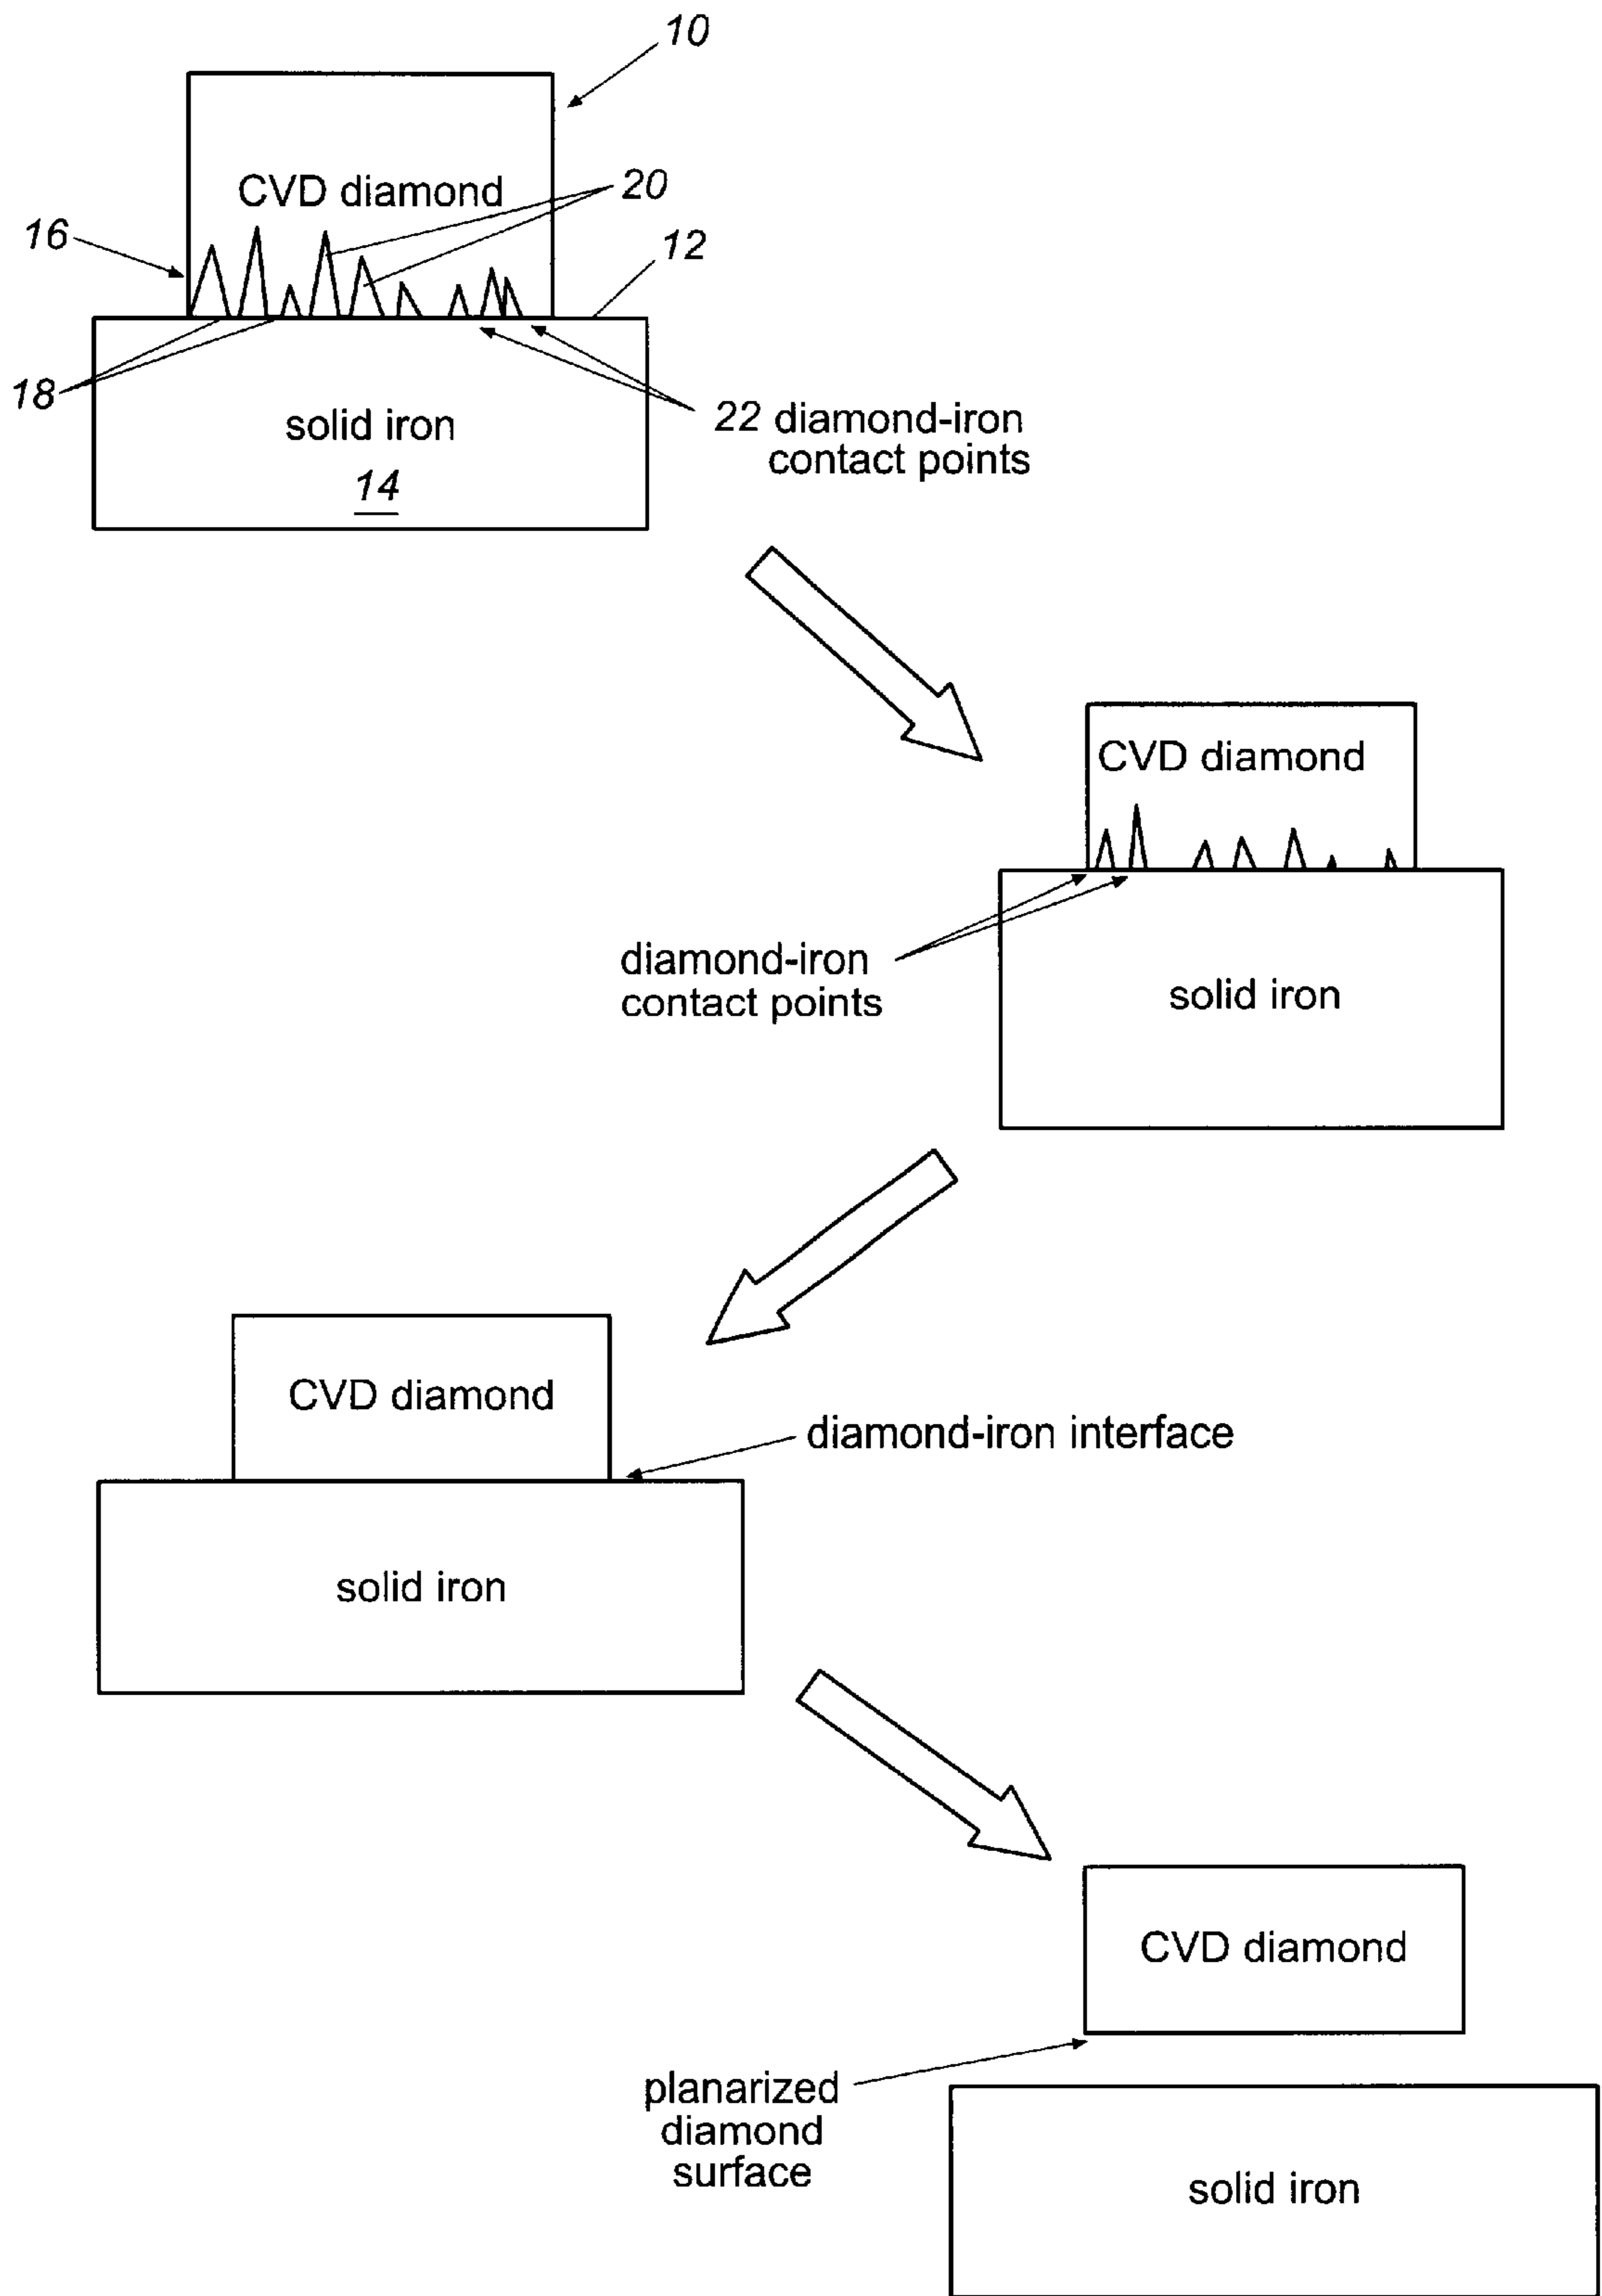 10
CVD diamond
20
16
12
18
solid iron
22 diamond-iron
contact points
14
CVD diamond
diamond-iron
contact points
solid iron
CVD diamond
diamond-iron interface
solid iron
CVD diamond
planarized
diamond
surface
solid iron